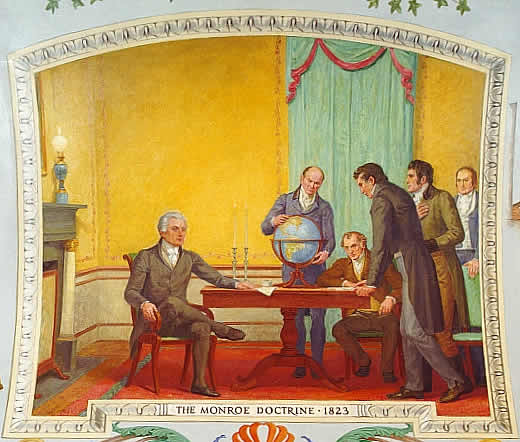 THE MONROE DOCTRINE · 1823